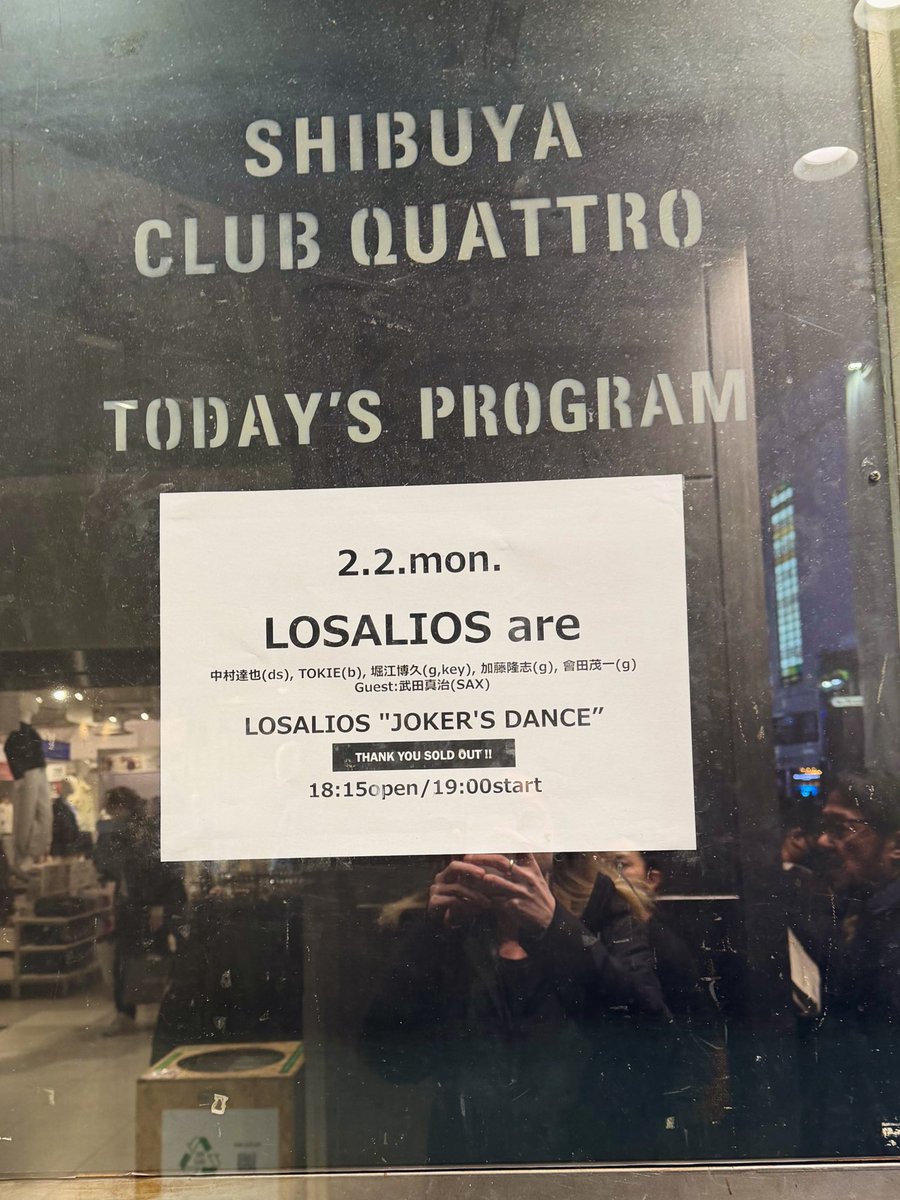 SHIBUYA
CLUB QUATTRO
TODAY'S PROGRAM
2.2.mon.
LOSALIOS are
中村達也(ds), TOKIE(b), 堀江博久(g,key), 加藤隆志(g), 會田茂一(g)
Guest:武田真治(SAX)
LOSALIOS "JOKER'S DANCE”
THANK YOU SOLD OUT !!
18:15open/19:00start